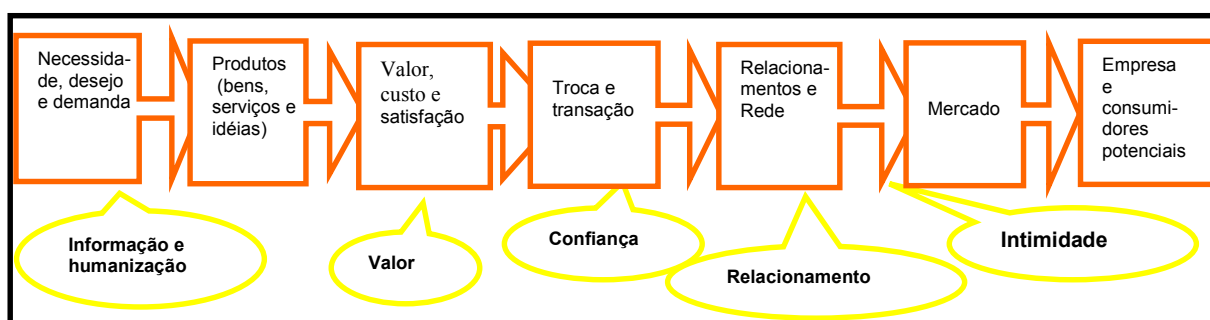 Necessida-
de, desejo
e demanda
Produtos
(bens,
serviços e
idéias)
Valor,
custo e
satisfação
Troca e
transação
Relaciona-
mentos e
Rede
Mercado
Empresa
e
consumi-
dores
potenciais
Informação e
humanização
Valor
Confiança
Relacionamento
Intimidade